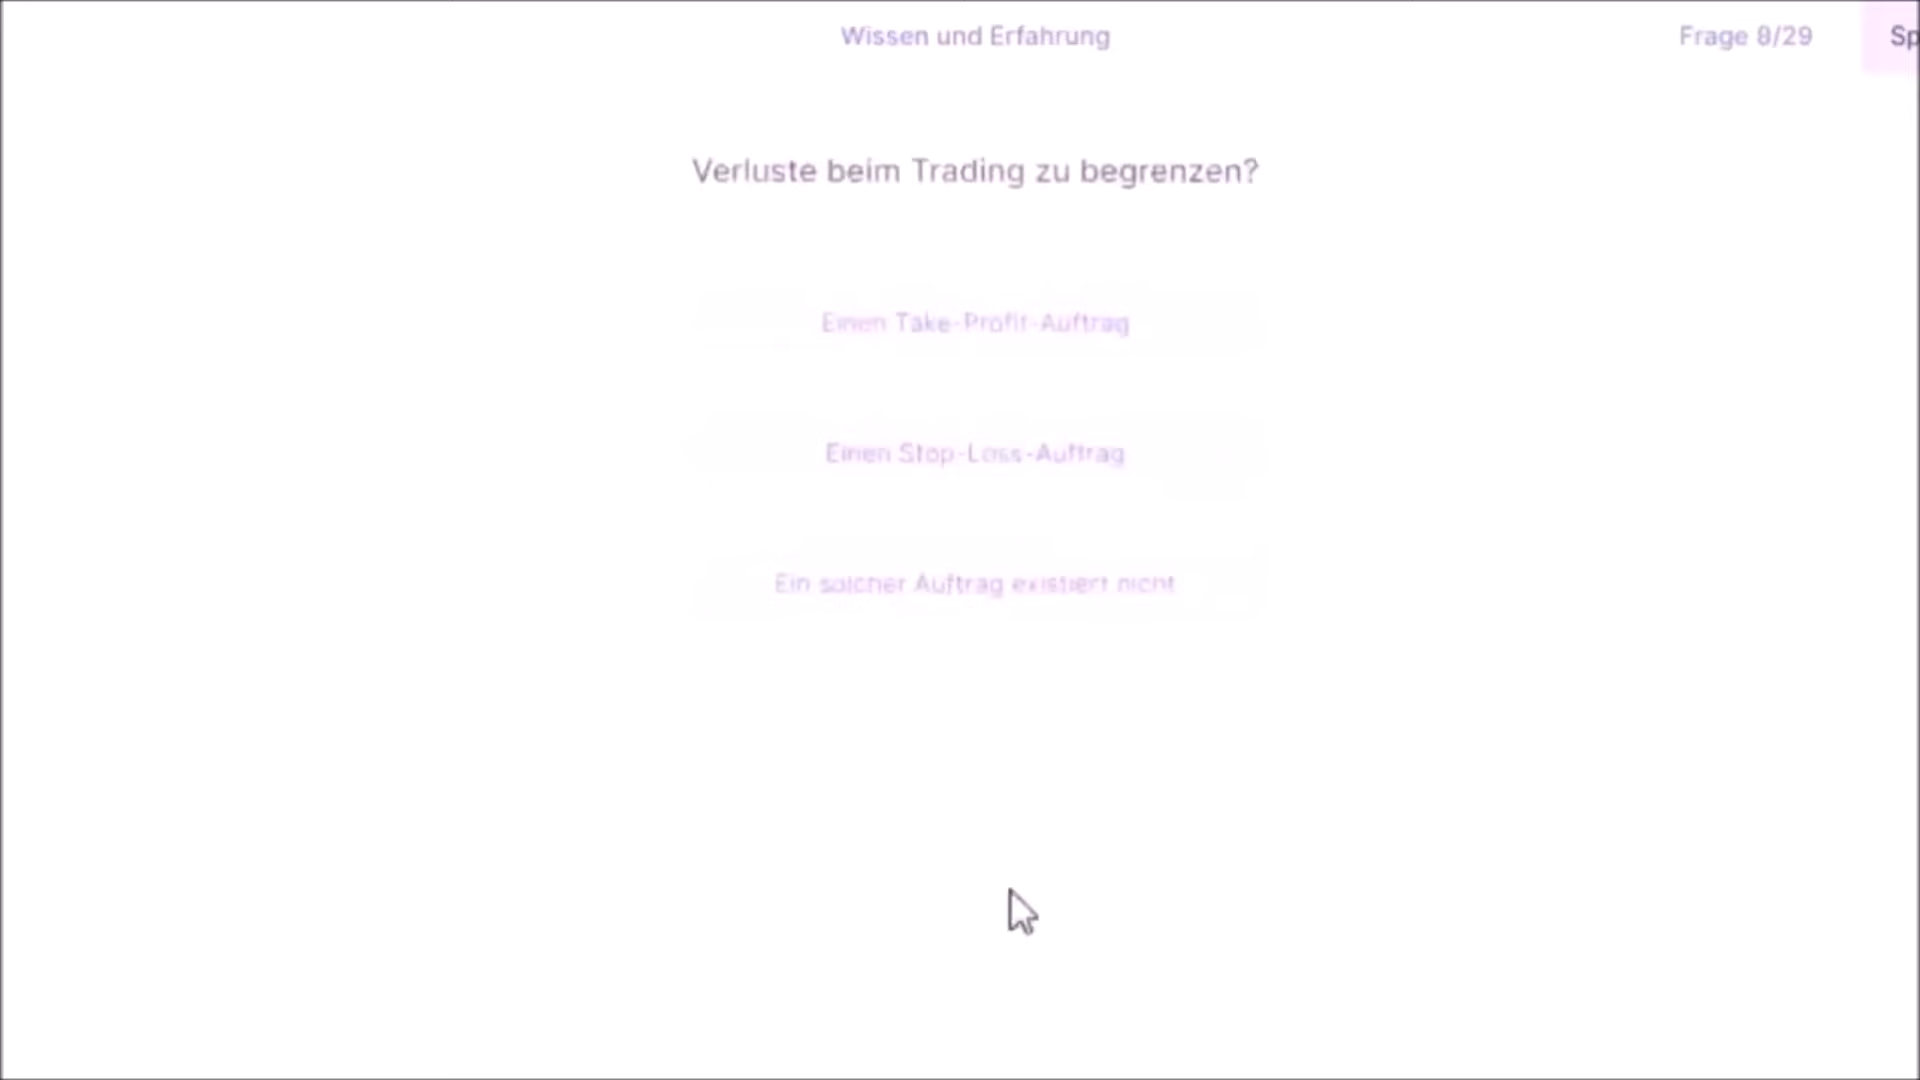 Wissen und Erfahrung
Frage 8/29
Sp
Verluste beim Trading zu begrenzen?
Einen Take-Profit-Auftrag
Einen Stop-Loss-Auftrag
Ein solcher Auftrag existiert nicht